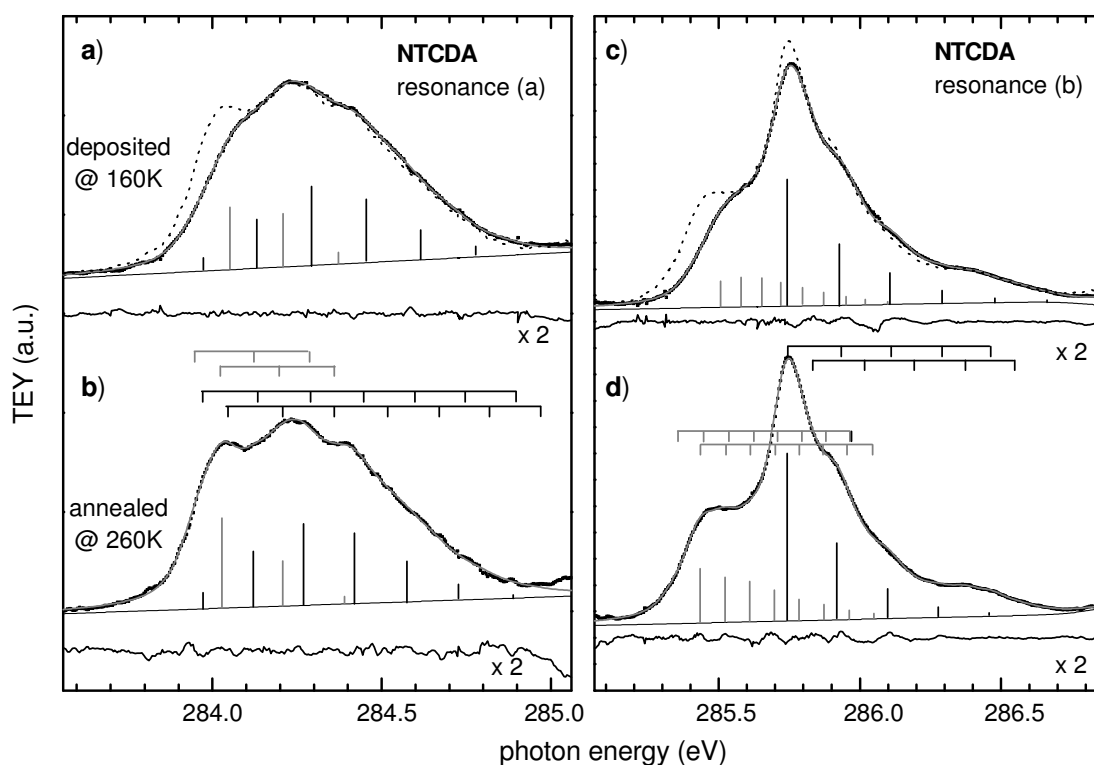 a)
NTCDA
resonance (a)
deposited
@ 160K
x 2
c)
NTCDA
resonance (b)
x 2
b)
annealed
@ 260K
x 2
d)
x 2
TEY (a.u.)
284.0
284.5
285.0
285.5
286.0
286.5
photon energy (eV)